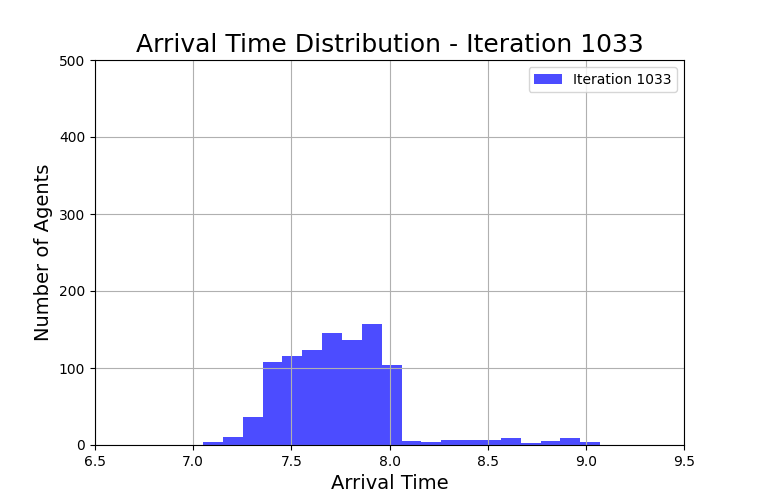 Arrival Time Distribution - Iteration 1033
Iteration 1033
500
400
300
200
100
0
Number of Agents
6.5 7.0 7.5 8.0 8.5 9.0 9.5
Arrival Time